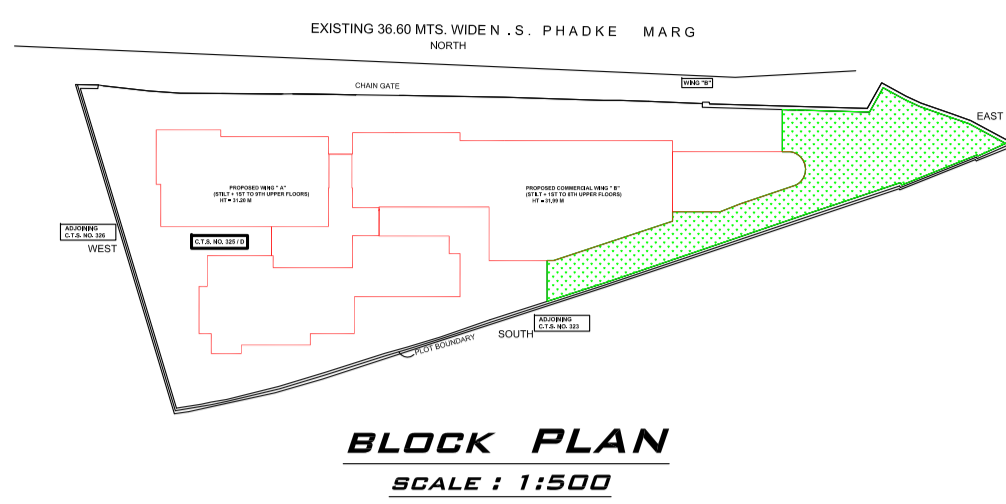 EXISTING 36.60 MTS. WIDE N . S. PHADKE MARG
NORTH
WING "B"
CHAIN GATE
EAST
PROPOSED WING " A"
(STILT + 1ST TO 9TH UPPER FLOORS)
HT = 31.20 M
PROPOSED COMMERCIAL WING " B"
(STILT + 1ST TO 8TH UPPER FLOORS)
HT = 31.99 M
ADJOINING
C.T.S. NO. 326
WEST
C.T.S. NO. 325 / D
ADJOINING
C.T.S. NO. 323
SOUTH
PLOT BOUNDARY
BLOCK PLAN
SCALE : 1:500